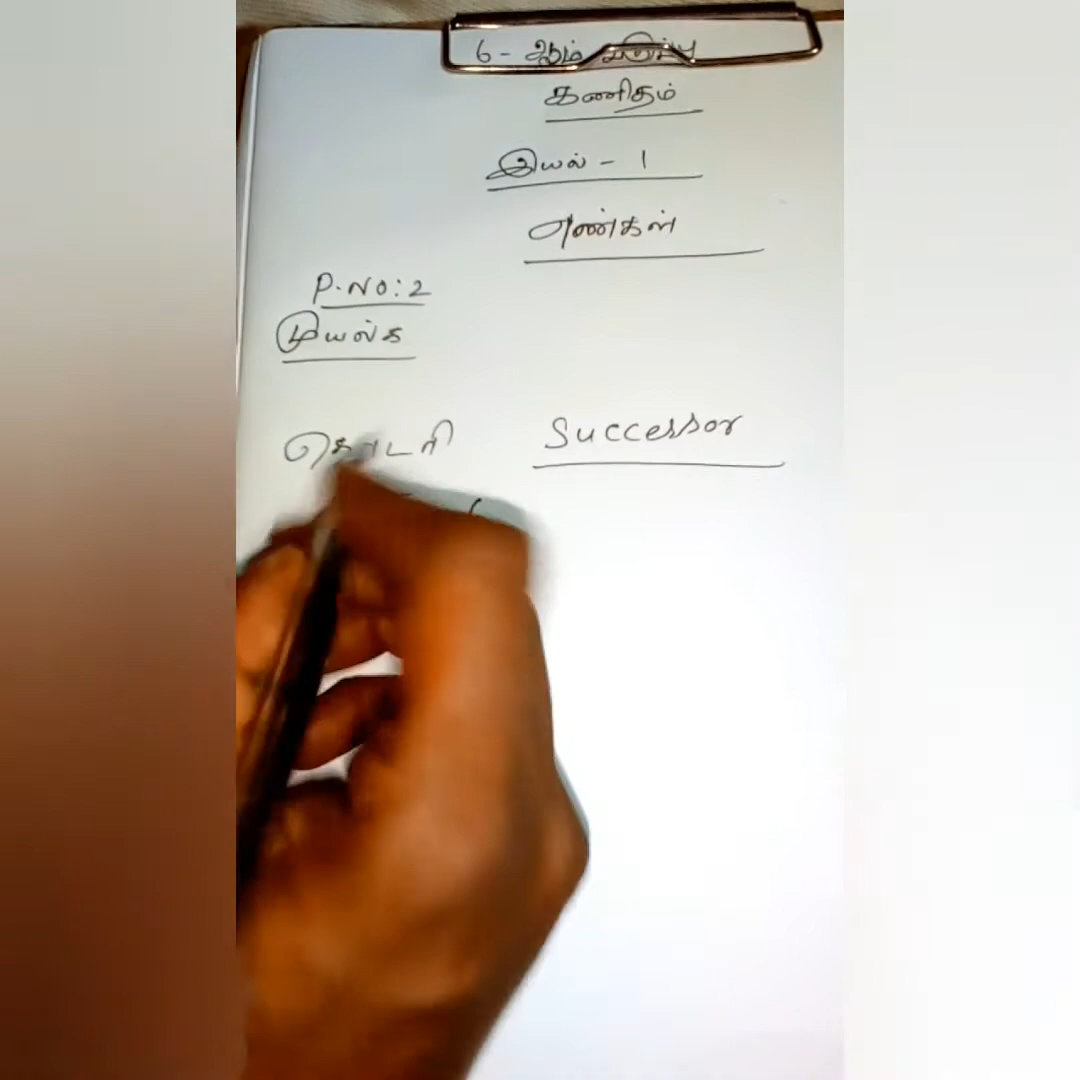 6 - ஆம் வகுப்பு
கணிதம்
இயல் - 1
எண்கள்
P.NO:2
முயல்க
தொடரி Successor